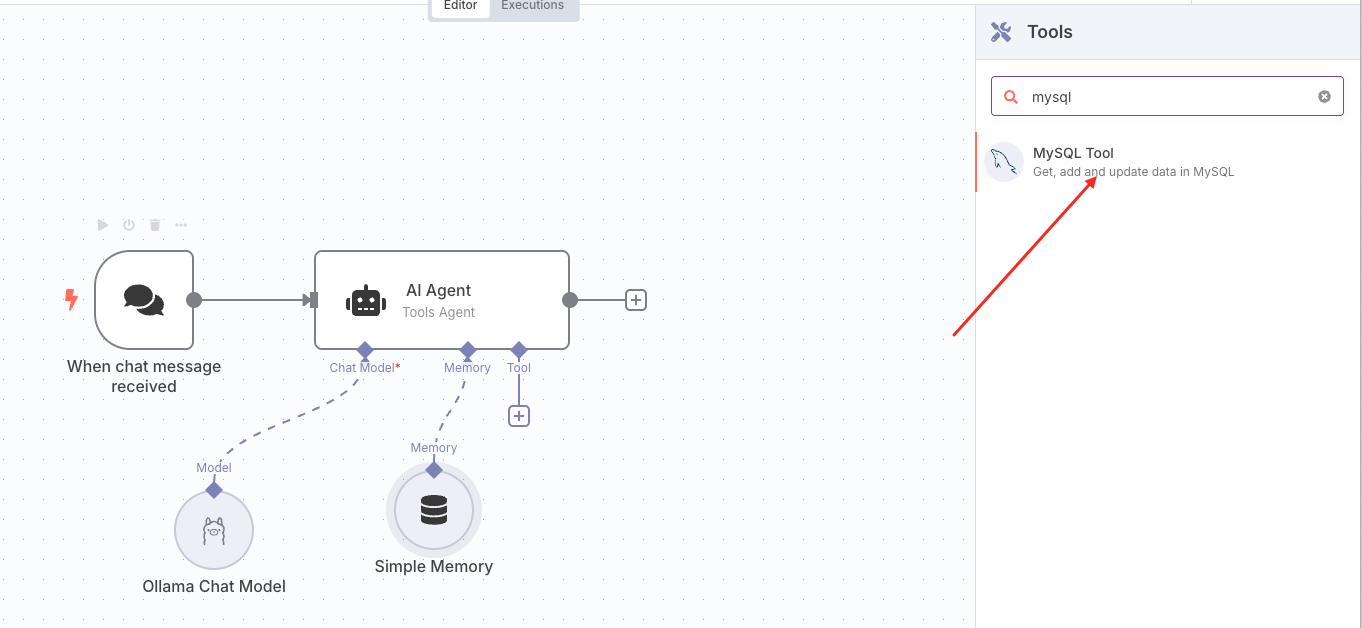 Editor
Executions
Tools
mysql
MySQL Tool
Get, add and update data in MySQL
AI Agent
Tools Agent
When chat message
received
Chat Model*
Memory
Tool
Memory
Model
Simple Memory
Ollama Chat Model